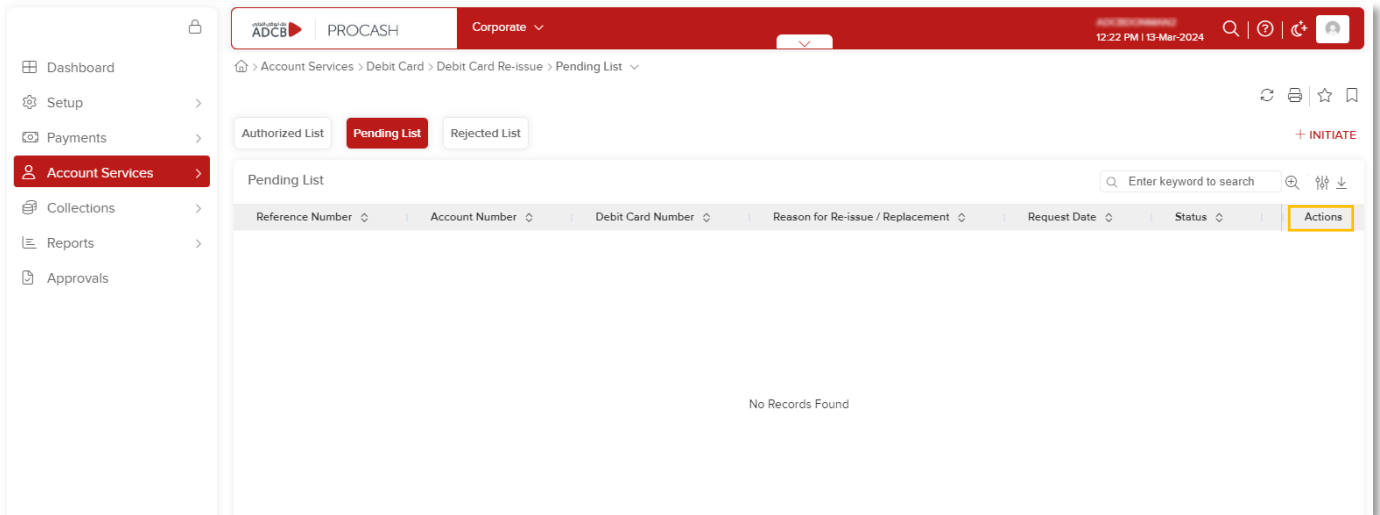 ADCB
PROCASH
Corporate
12:22 PM | 13-Mar-2024
Dashboard
Setup
Payments
Account Services
Collections
Reports
Approvals
Account Services > Debit Card > Debit Card Re-issue > Pending List
Authorized List
Pending List
Rejected List
+ INITIATE
Pending List
Enter keyword to search
Reference Number
Account Number
Debit Card Number
Reason for Re-issue / Replacement
Request Date
Status
Actions
No Records Found